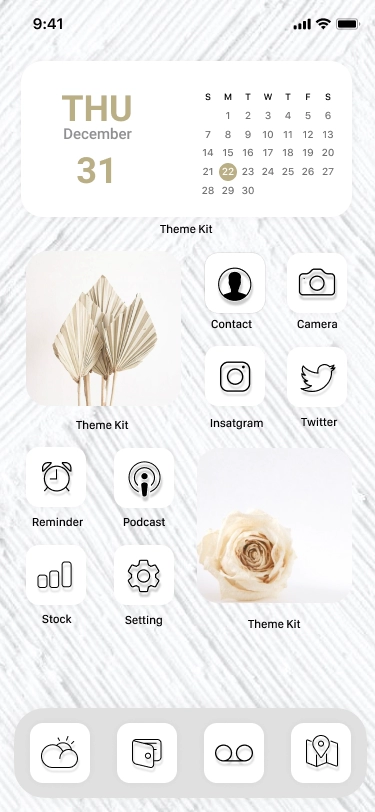 9:41
THU
December
31
S M T W T F S
1 2 3 4 5 6
7 8 9 10 11 12 13
14 15 16 17 18 19 20
21 22 23 24 25 26 27
28 29 30
Theme Kit
Contact
Camera
Insatgram
Twitter
Theme Kit
Reminder
Podcast
Stock
Setting
Theme Kit